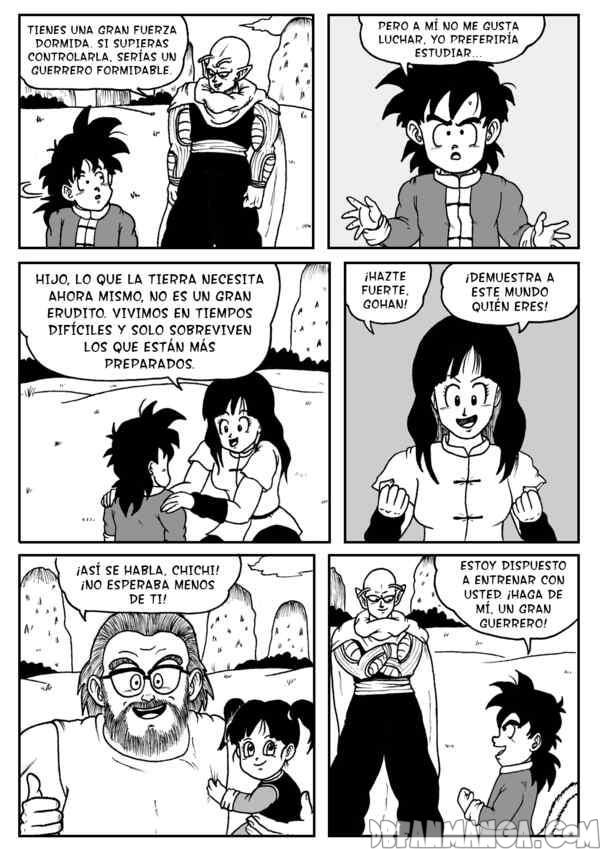 TIENES UNA GRAN FUERZA
DORMIDA. SI SUPIERAS
CONTROLARLA, SERÍAS UN
GUERRERO FORMIDABLE.
PERO A MÍ NO ME GUSTA
LUCHAR, YO PREFERIRÍA
ESTUDIAR...
HIJO, LO QUE LA TIERRA NECESITA
AHORA MISMO, NO ES UN GRAN
ERUDITO. VIVIMOS EN TIEMPOS
DIFÍCILES Y SOLO SOBREVIVEN
LOS QUE ESTÁN MÁS
PREPARADOS.
¡HAZTE
FUERTE,
GOHAN!
¡DEMUESTRA A
ESTE MUNDO
QUIÉN ERES!
¡ASÍ SE HABLA, CHICHI!
¡NO ESPERABA MENOS
DE TI!
ESTOY DISPUESTO
A ENTRENAR CON
USTED. ¡HAGA DE
MÍ, UN GRAN
GUERRERO!
DBFANMANGA.COM